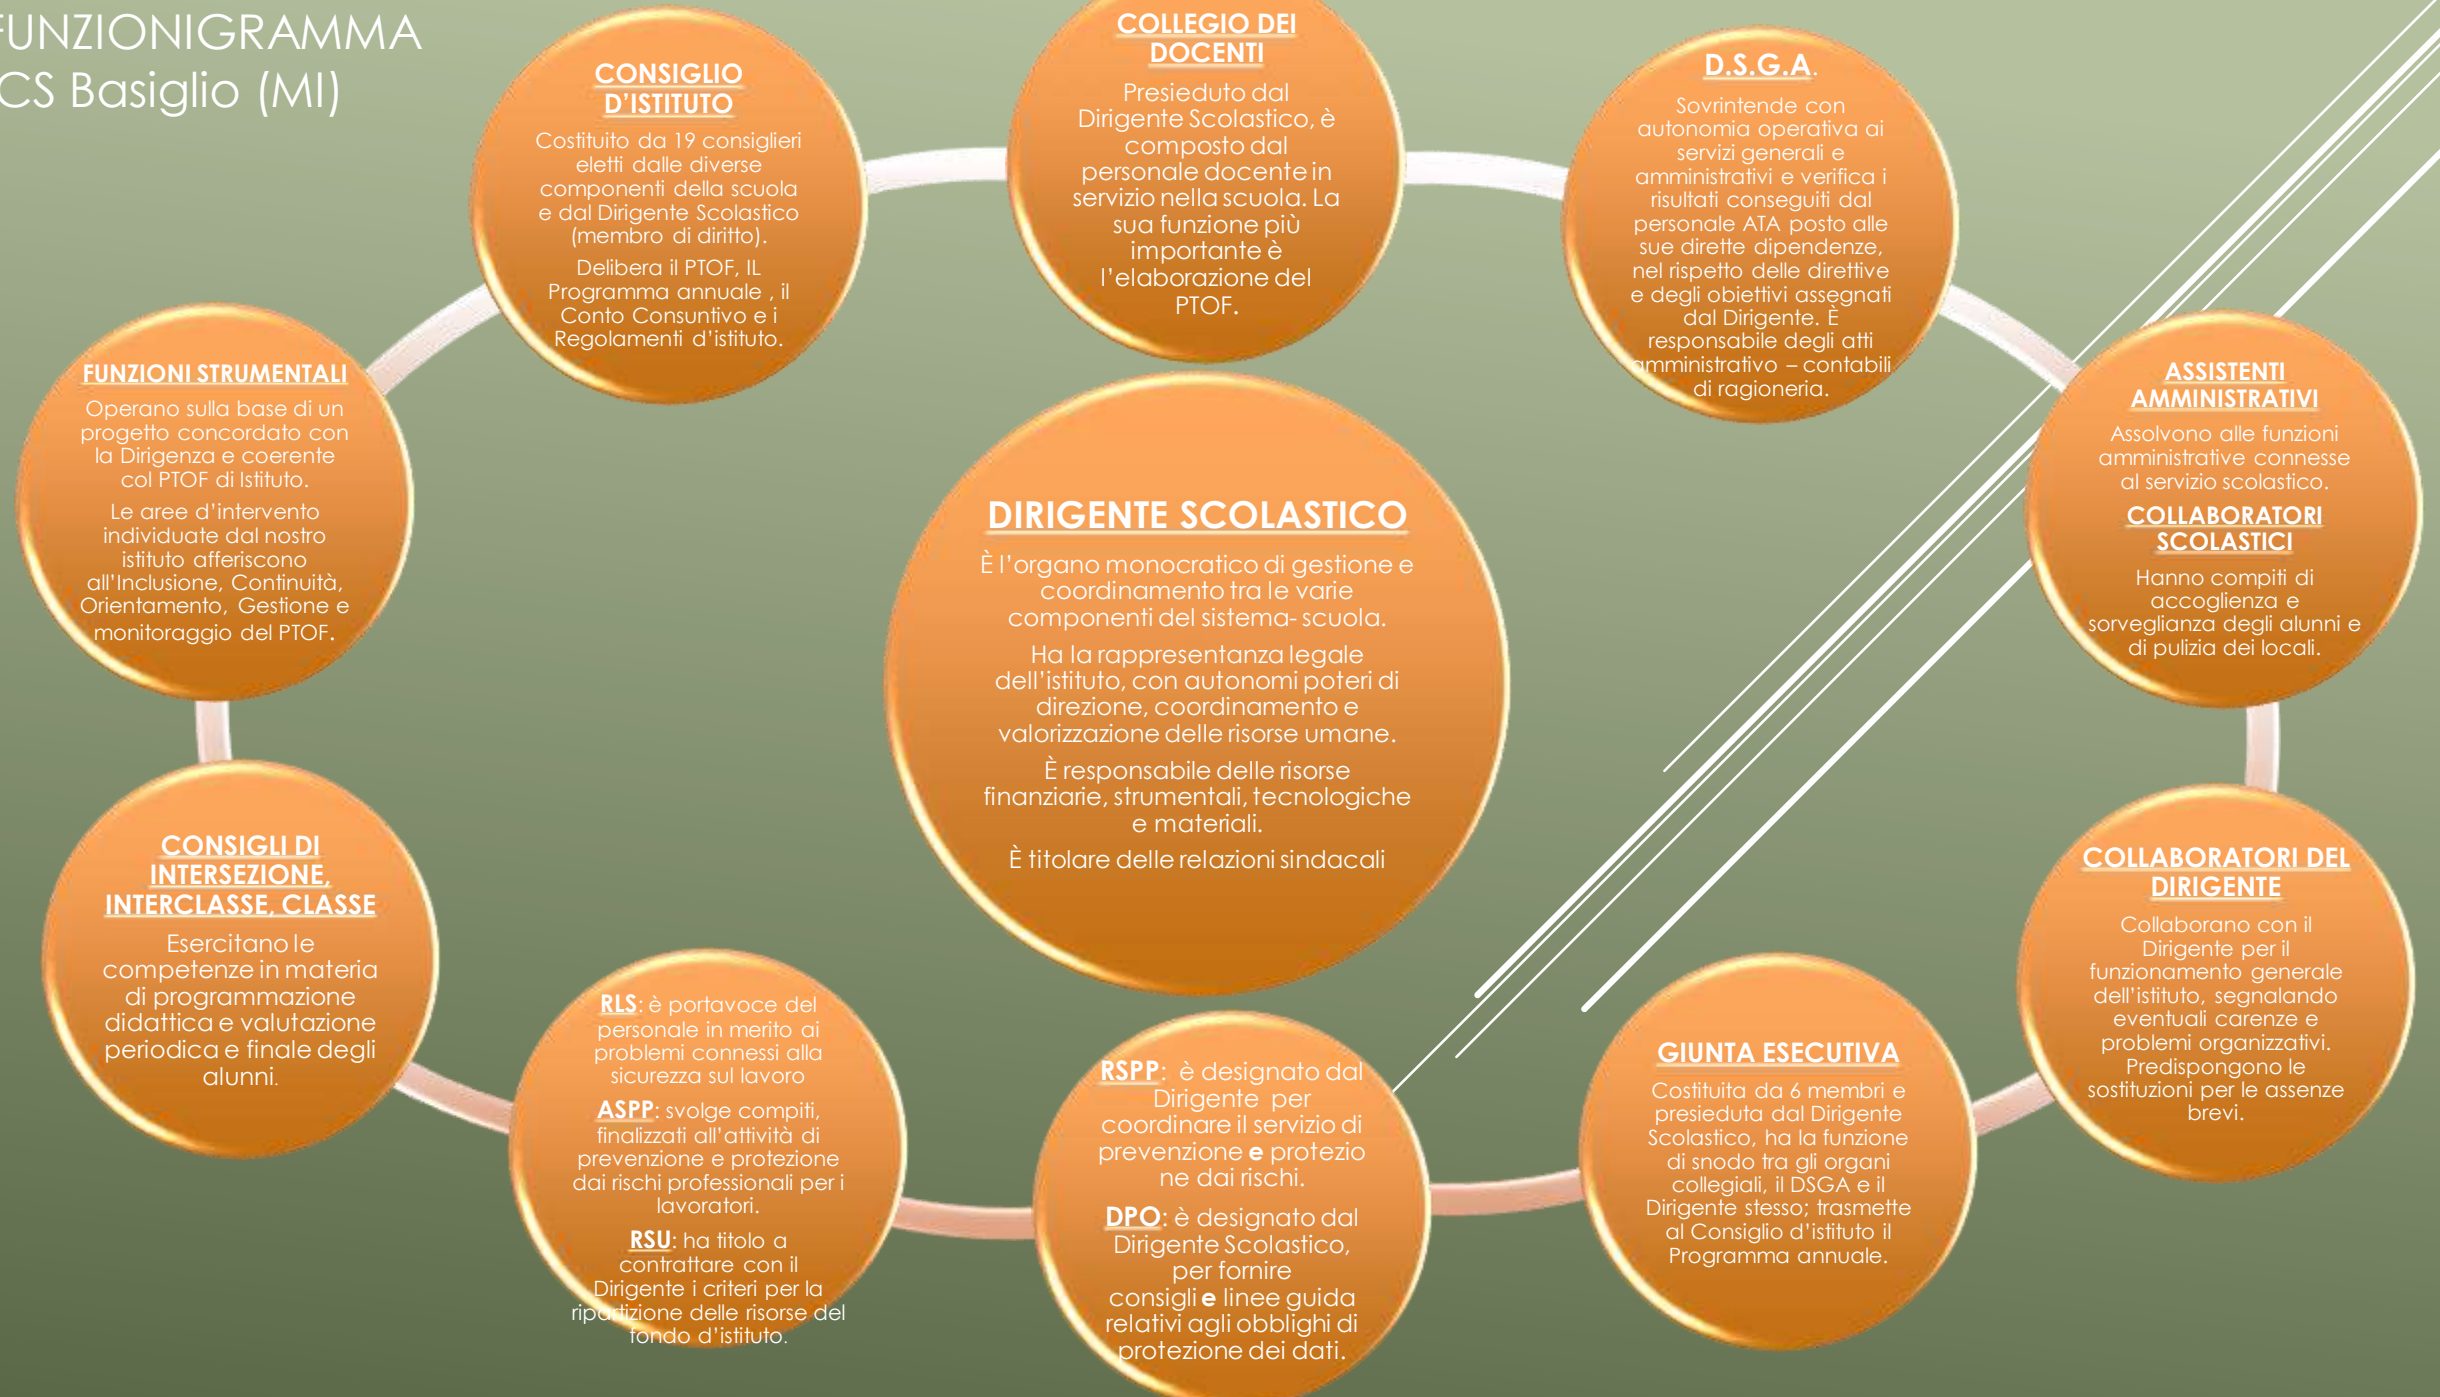 FUNZIONIGRAMMA
CS Basiglio (MI)
CONSIGLIO
D’ISTITUTO
Costituito da 19 consiglieri
eletti dalle diverse
componenti della scuola
e dal Dirigente Scolastico
(membro di diritto).
Delibera il PTOF, IL
Programma annuale , il
Conto Consuntivo e i
Regolamenti d’istituto.
COLLEGIO DEI
DOCENTI
Presieduto dal
Dirigente Scolastico, è
composto dal
personale docente in
servizio nella scuola. La
sua funzione più
importante è
l’elaborazione del
PTOF.
D.S.G.A.
Sovrintende con
autonomia operativa ai
servizi generali e
amministrativi e verifica i
risultati conseguiti dal
personale ATA posto alle
sue dirette dipendenze,
nel rispetto delle direttive
e degli obiettivi assegnati
dal Dirigente. È
responsabile degli atti
amministrativo – contabili
di ragioneria.
ASSISTENTI
AMMINISTRATIVI
Assolvono alle funzioni
amministrative connesse
al servizio scolastico.
COLLABORATORI
SCOLASTICI
Hanno compiti di
accoglienza e
sorveglianza degli alunni e
di pulizia dei locali.
FUNZIONI STRUMENTALI
Operano sulla base di un
progetto concordato con
la Dirigenza e coerente
col PTOF di Istituto.
Le aree d’intervento
individuate dal nostro
istituto afferiscono
all’Inclusione, Continuità,
Orientamento, Gestione e
monitoraggio del PTOF.
DIRIGENTE SCOLASTICO
È l’organo monocratico di gestione e
coordinamento tra le varie
componenti del sistema- scuola.
Ha la rappresentanza legale
dell’istituto, con autonomi poteri di
direzione, coordinamento e
valorizzazione delle risorse umane.
È responsabile delle risorse
finanziarie, strumentali, tecnologiche
e materiali.
È titolare delle relazioni sindacali
COLLABORATORI DEL
DIRIGENTE
Collaborano con il
Dirigente per il
funzionamento generale
dell’istituto, segnalando
eventuali carenze e
problemi organizzativi.
Predispongono le
sostituzioni per le assenze
brevi.
CONSIGLI DI
INTERSEZIONE,
INTERCLASSE, CLASSE
Esercitano le
competenze in materia
di programmazione
didattica e valutazione
periodica e finale degli
alunni.
RLS: è portavoce del
personale in merito ai
problemi connessi alla
sicurezza sul lavoro
ASPP: svolge compiti,
finalizzati all’attività di
prevenzione e protezione
dai rischi professionali per i
lavoratori.
RSU: ha titolo a
contrattare con il
Dirigente i criteri per la
ripartizione delle risorse del
fondo d’istituto.
RSPP: è designato dal
Dirigente per
coordinare il servizio di
prevenzione e protezio
ne dai rischi.
DPO: è designato dal
Dirigente Scolastico,
per fornire
consigli e linee guida
relativi agli obblighi di
protezione dei dati.
GIUNTA ESECUTIVA
Costituita da 6 membri e
presieduta dal Dirigente
Scolastico, ha la funzione
di snodo tra gli organi
collegiali, il DSGA e il
Dirigente stesso; trasmette
al Consiglio d’istituto il
Programma annuale.